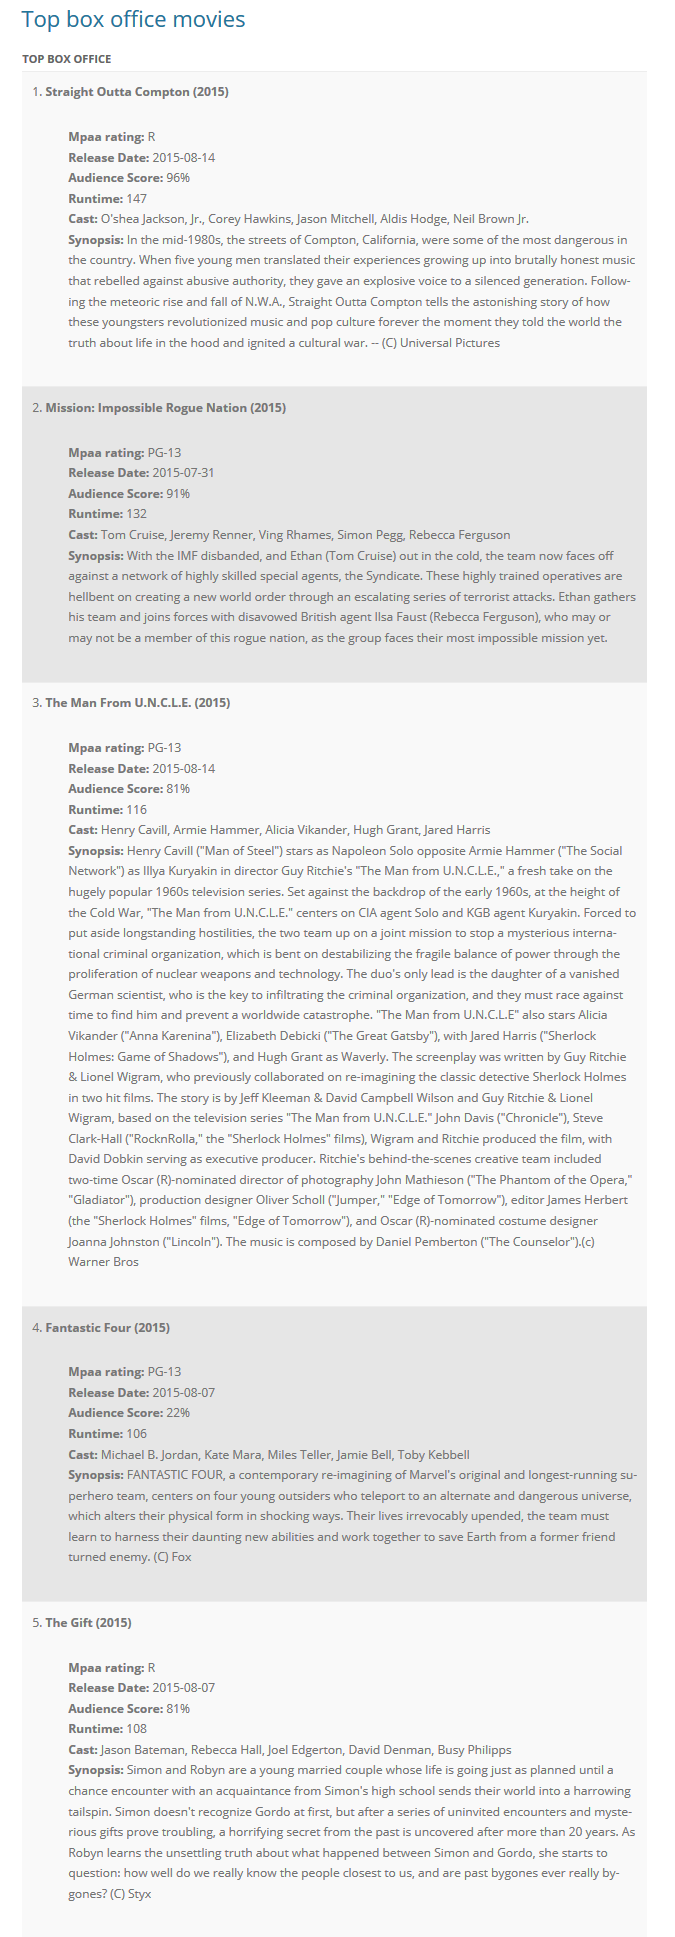 Top box office movies
TOP BOX OFFICE
1. Straight Outta Compton (2015)
Mpaa rating: R
Release Date: 2015-08-14
Audience Score: 96%
Runtime: 147
Cast: O'shea Jackson, Jr., Corey Hawkins, Jason Mitchell, Aldis Hodge, Neil Brown Jr.
Synopsis: In the mid-1980s, the streets of Compton, California, were some of the most dangerous in
the country. When five young men translated their experiences growing up into brutally honest music
that rebelled against abusive authority, they gave an explosive voice to a silenced generation. Follow-
ing the meteoric rise and fall of N.W.A., Straight Outta Compton tells the astonishing story of how
these youngsters revolutionized music and pop culture forever the moment they told the world the
truth about life in the hood and ignited a cultural war. -- (C) Universal Pictures
2. Mission: Impossible Rogue Nation (2015)
Mpaa rating: PG-13
Release Date: 2015-07-31
Audience Score: 91%
Runtime: 132
Cast: Tom Cruise, Jeremy Renner, Ving Rhames, Simon Pegg, Rebecca Ferguson
Synopsis: With the IMF disbanded, and Ethan (Tom Cruise) out in the cold, the team now faces off
against a network of highly skilled special agents, the Syndicate. These highly trained operatives are
hellbent on creating a new world order through an escalating series of terrorist attacks. Ethan gathers
his team and joins forces with disavowed British agent Ilsa Faust (Rebecca Ferguson), who may or
may not be a member of this rogue nation, as the group faces their most impossible mission yet.
3. The Man From U.N.C.L.E. (2015)
Mpaa rating: PG-13
Release Date: 2015-08-14
Audience Score: 81%
Runtime: 116
Cast: Henry Cavill, Armie Hammer, Alicia Vikander, Hugh Grant, Jared Harris
Synopsis: Henry Cavill ("Man of Steel") stars as Napoleon Solo opposite Armie Hammer ("The Social
Network") as Illya Kuryakin in director Guy Ritchie's "The Man from U.N.C.L.E.," a fresh take on the
hugely popular 1960s television series. Set against the backdrop of the early 1960s, at the height of
the Cold War, "The Man from U.N.C.L.E." centers on CIA agent Solo and KGB agent Kuryakin. Forced to
put aside longstanding hostilities, the two team up on a joint mission to stop a mysterious interna-
tional criminal organization, which is bent on destabilizing the fragile balance of power through the
proliferation of nuclear weapons and technology. The duo's only lead is the daughter of a vanished
German scientist, who is the key to infiltrating the criminal organization, and they must race against
time to find him and prevent a worldwide catastrophe. "The Man from U.N.C.L.E" also stars Alicia
Vikander ("Anna Karenina"), Elizabeth Debicki ("The Great Gatsby"), with Jared Harris ("Sherlock
Holmes: Game of Shadows"), and Hugh Grant as Waverly. The screenplay was written by Guy Ritchie
& Lionel Wigram, who previously collaborated on re-imagining the classic detective Sherlock Holmes
in two hit films. The story is by Jeff Kleeman & David Campbell Wilson and Guy Ritchie & Lionel
Wigram, based on the television series "The Man from U.N.C.L.E." John Davis ("Chronicle"), Steve
Clark-Hall ("RocknRolla," the "Sherlock Holmes" films), Wigram and Ritchie produced the film, with
David Dobkin serving as executive producer. Ritchie's behind-the-scenes creative team included
two-time Oscar (R)-nominated director of photography John Mathieson ("The Phantom of the Opera,"
"Gladiator"), production designer Oliver Scholl ("Jumper," "Edge of Tomorrow"), editor James Herbert
(the "Sherlock Holmes" films, "Edge of Tomorrow"), and Oscar (R)-nominated costume designer
Joanna Johnston ("Lincoln"). The music is composed by Daniel Pemberton ("The Counselor").(c)
Warner Bros
4. Fantastic Four (2015)
Mpaa rating: PG-13
Release Date: 2015-08-07
Audience Score: 22%
Runtime: 106
Cast: Michael B. Jordan, Kate Mara, Miles Teller, Jamie Bell, Toby Kebbell
Synopsis: FANTASTIC FOUR, a contemporary re-imagining of Marvel's original and longest-running su-
perhero team, centers on four young outsiders who teleport to an alternate and dangerous universe,
which alters their physical form in shocking ways. Their lives irrevocably upended, the team must
learn to harness their daunting new abilities and work together to save Earth from a former friend
turned enemy. (C) Fox
5. The Gift (2015)
Mpaa rating: R
Release Date: 2015-08-07
Audience Score: 81%
Runtime: 108
Cast: Jason Bateman, Rebecca Hall, Joel Edgerton, David Denman, Busy Philipps
Synopsis: Simon and Robyn are a young married couple whose life is going just as planned until a
chance encounter with an acquaintance from Simon's high school sends their world into a harrowing
tailspin. Simon doesn't recognize Gordo at first, but after a series of uninvited encounters and myste-
rious gifts prove troubling, a horrifying secret from the past is uncovered after more than 20 years. As
Robyn learns the unsettling truth about what happened between Simon and Gordo, she starts to
question: how well do we really know the people closest to us, and are past bygones ever really by-
gones? (C) Styx